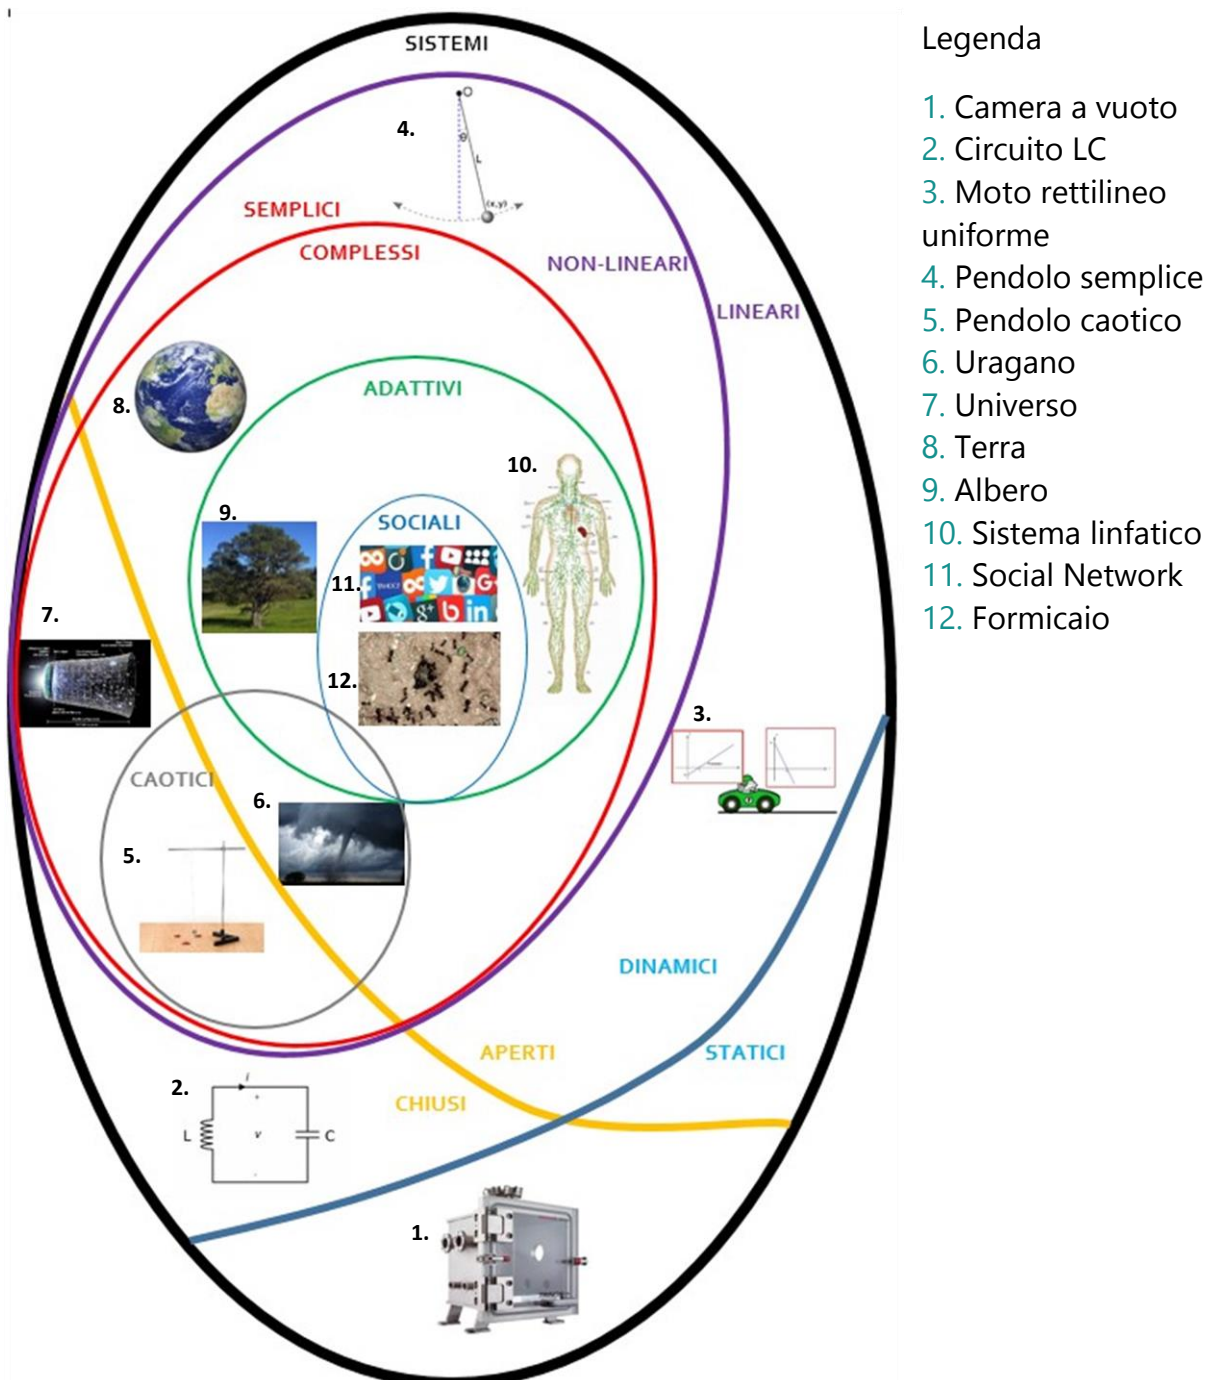 SISTEMI
4.
O
θ
L
(x,y)
SEMPLICI
COMPLESSI
NON-LINEARI
LINEARI
8.
ADATTIVI
10.
9.
SOCIALI
11.
f
YAHOO!
f
G+
g+
in
7.
12.
3.
CAOTICI
6.
5.
DINAMICI
APERTI
STATICI
CHIUSI
2.
i
+
L
v
C
-
1.
Legenda
1. Camera a vuoto
2. Circuito LC
3. Moto rettilineo
uniforme
4. Pendolo semplice
5. Pendolo caotico
6. Uragano
7. Universo
8. Terra
9. Albero
10. Sistema linfatico
11. Social Network
12. Formicaio